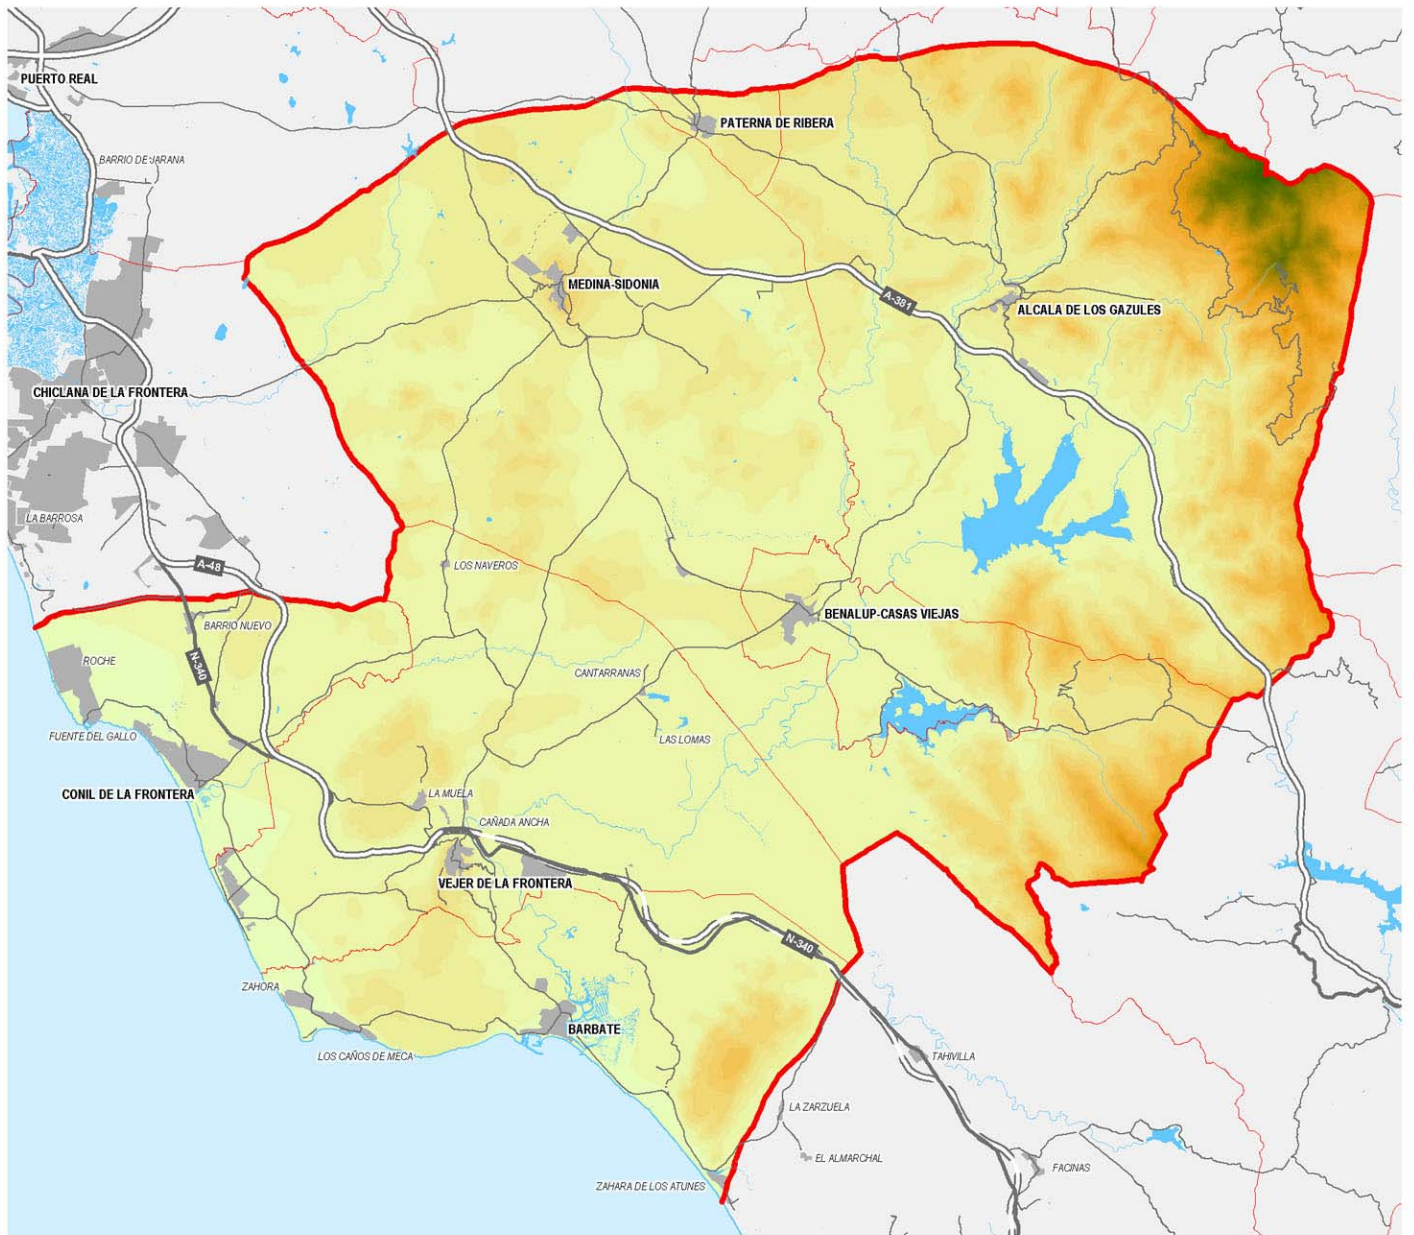 PUERTO REAL
PATERNA DE RIBERA
BARRIO DE JARANA
MEDINA-SIDONIA
A-381
ALCALA DE LOS GAZULES
CHICLANA DE LA FRONTERA
LA BARROSA
A-48
LOS NAVEROS
BARRIO NUEVO
BENALUP-CASAS VIEJAS
ROCHE
N-340
CANTARRANAS
FUENTE DEL GALLO
LAS LOMAS
CONIL DE LA FRONTERA
LA MUELA
CAÑADA ANCHA
VEJER DE LA FRONTERA
N-340
ZAHORA
BARBATE
LOS CAÑOS DE MECA
TAHIVILLA
LA ZARZUELA
EL ALMARCHAL
FACINAS
ZAHARA DE LOS ATUNES